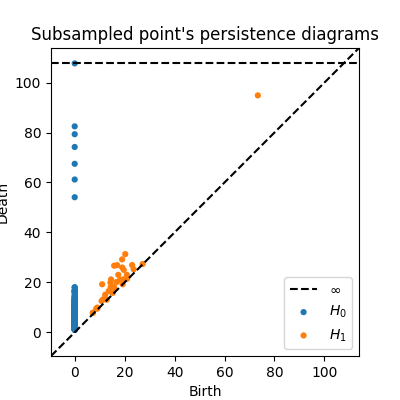 Subsampled point's persistence diagrams
100
80
60
40
20
0
Death
0 20 40 60 80 100
Birth
∞
H₀
H₁